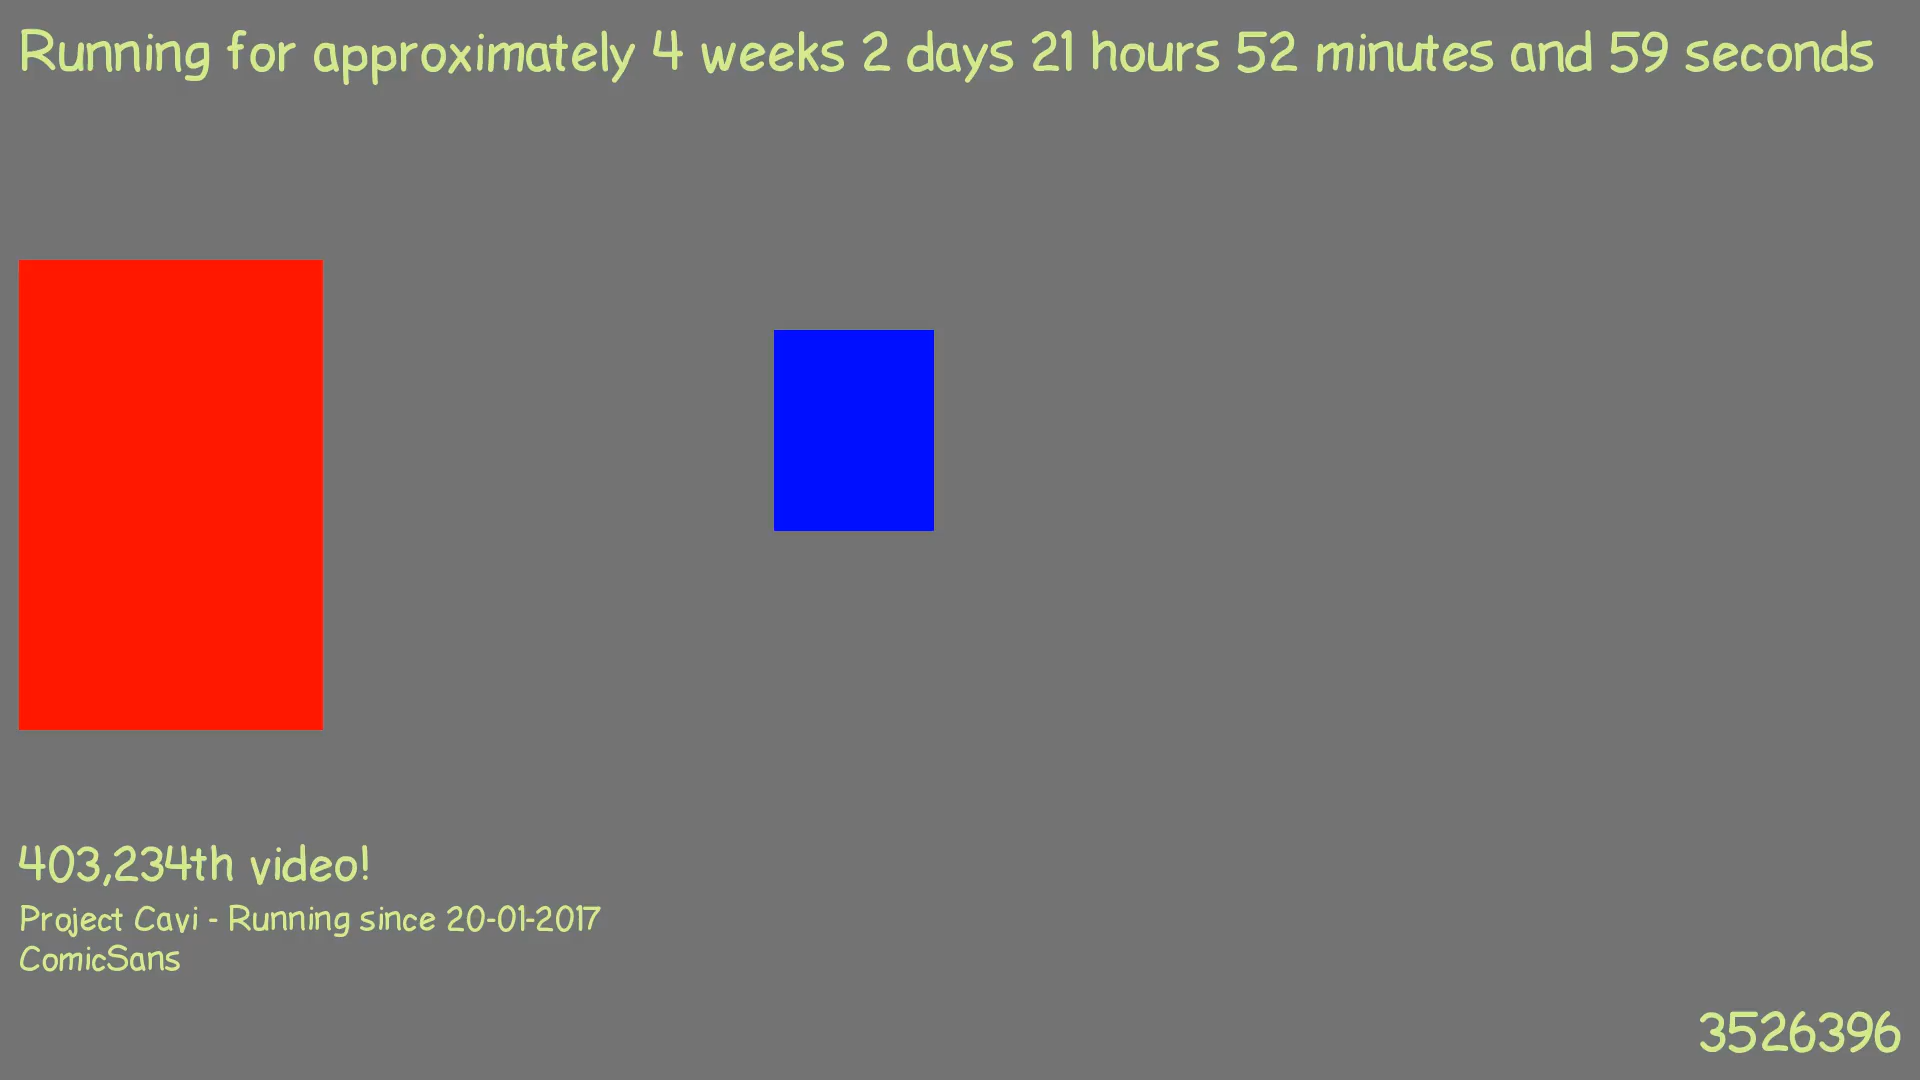 Running for approximately 4 weeks 2 days 21 hours 52 minutes and 59 seconds
403,234th video!
Project Cavi - Running since 20-01-2017
ComicSans
3526396